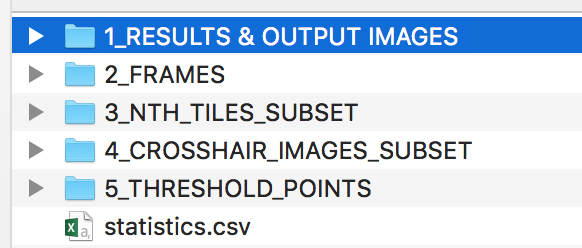 1_RESULTS & OUTPUT IMAGES
2_FRAMES
3_NTH_TILES_SUBSET
4_CROSSHAIR_IMAGES_SUBSET
5_THRESHOLD_POINTS
statistics.csv